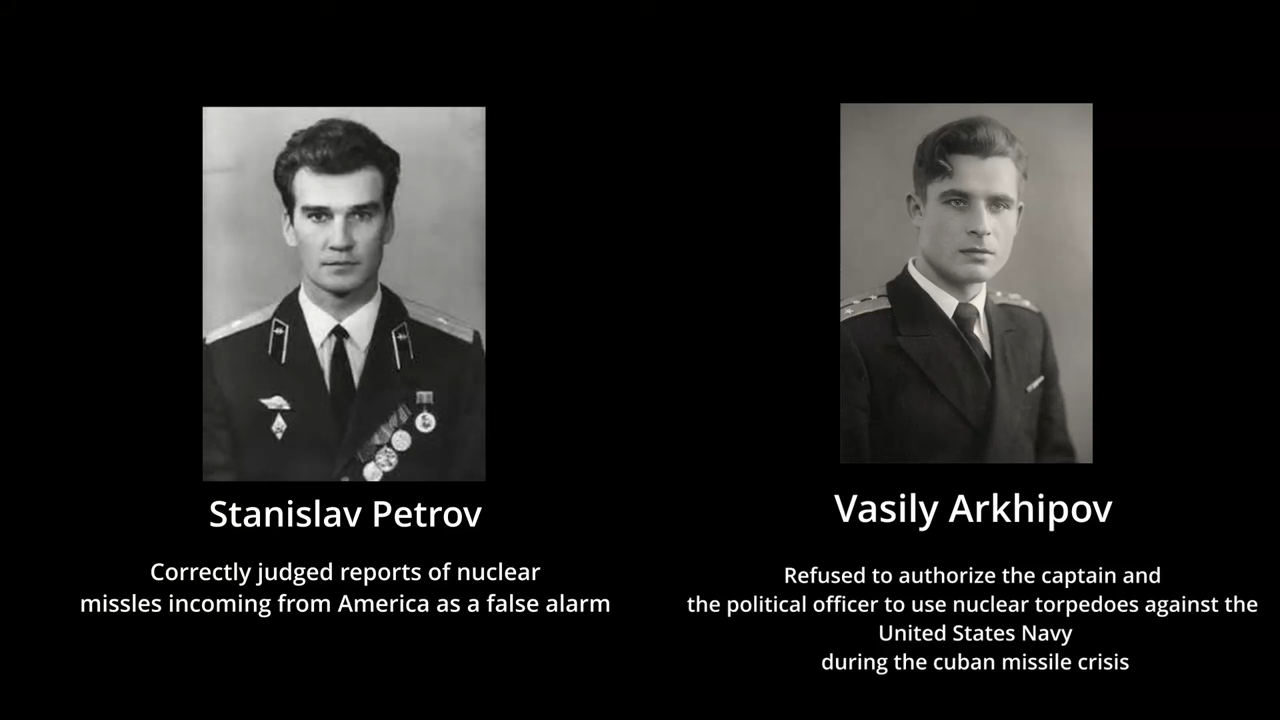 Stanislav Petrov
Correctly judged reports of nuclear
missles incoming from America as a false alarm
Vasily Arkhipov
Refused to authorize the captain and
the political officer to use nuclear torpedoes against the
United States Navy
during the cuban missile crisis